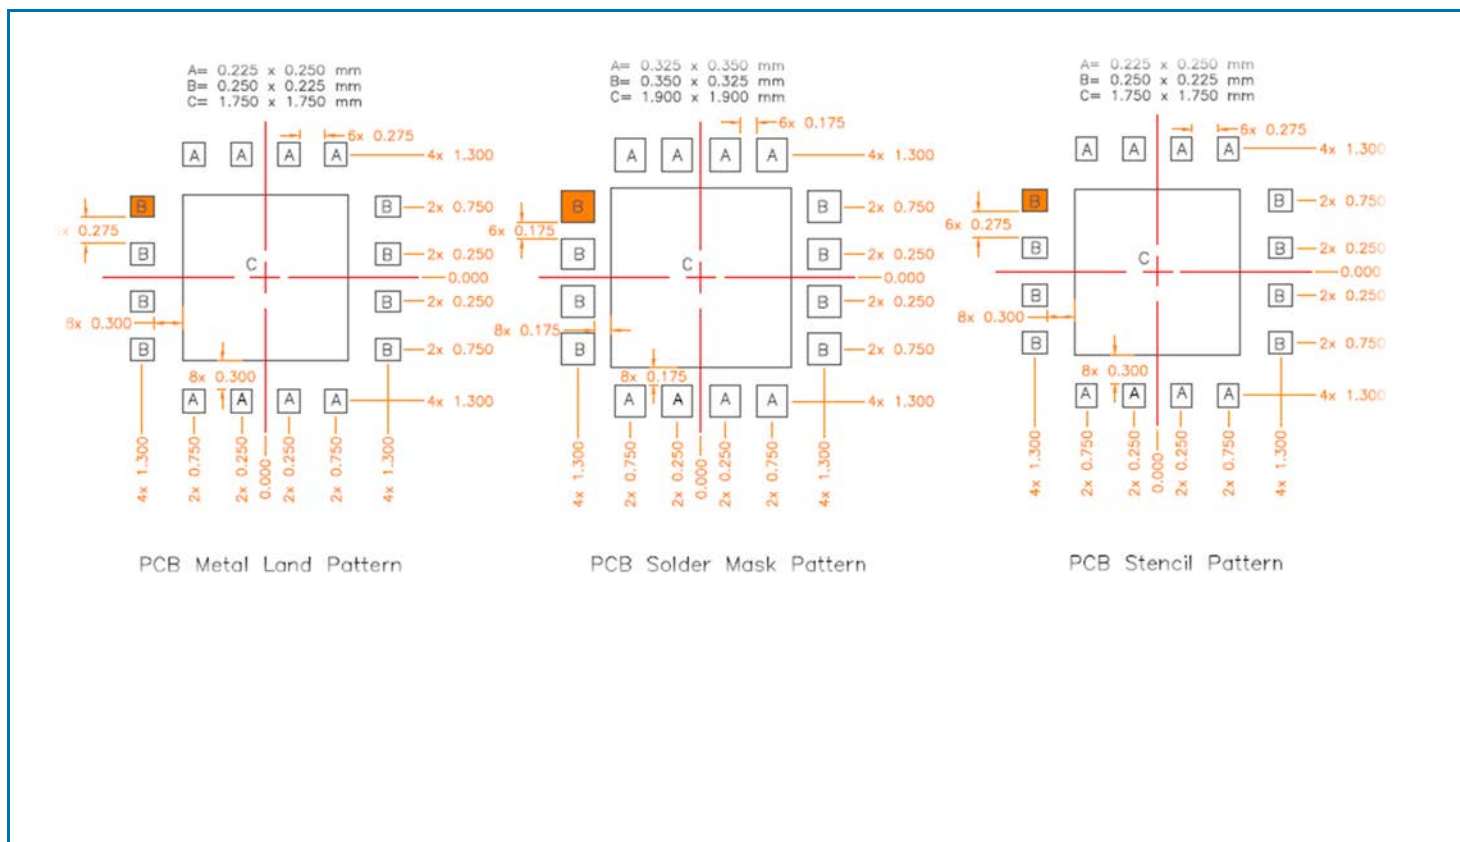 A= 0.225 x 0.250 mm
B= 0.250 x 0.225 mm
C= 1.750 x 1.750 mm
6x 0.275
A A A A
4x 1.300
B
B
2x 0.750
x 0.275
B
B
2x 0.250
C
0.000
B
B
2x 0.250
8x 0.300
B
B
2x 0.750
8x 0.300
A A A A
4x 1.300
4x 1.300
2x 0.750
2x 0.250
0.000
2x 0.250
2x 0.750
4x 1.300
PCB Metal Land Pattern
A= 0.325 x 0.350 mm
B= 0.350 x 0.325 mm
C= 1.900 x 1.900 mm
6x 0.175
A A A A
4x 1.300
B
B
2x 0.750
6x 0.175
B
B
2x 0.250
C
0.000
B
B
2x 0.250
8x 0.175
B
B
2x 0.750
8x 0.175
A A A A
4x 1.300
4x 1.300
2x 0.750
2x 0.250
0.000
2x 0.250
2x 0.750
4x 1.300
PCB Solder Mask Pattern
A= 0.225 x 0.250 mm
B= 0.250 x 0.225 mm
C= 1.750 x 1.750 mm
6x 0.275
A A A A
4x 1.300
B
B
2x 0.750
6x 0.275
B
B
2x 0.250
C
0.000
B
B
2x 0.250
8x 0.300
B
B
2x 0.750
8x 0.300
A A A A
4x 1.300
4x 1.300
2x 0.750
2x 0.250
0.000
2x 0.250
2x 0.750
4x 1.300
PCB Stencil Pattern